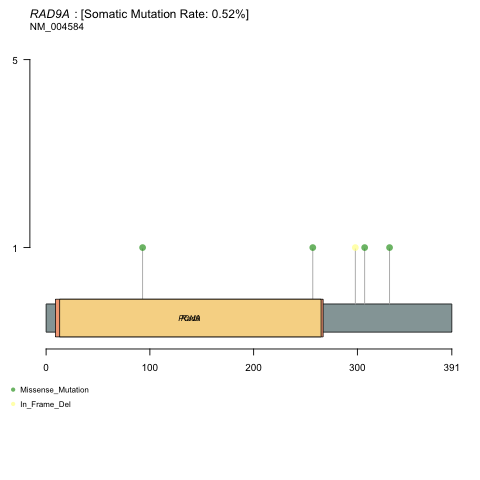 RAD9A : [Somatic Mutation Rate: 0.52%]
NM_004584
5
1
0 100 200 300 391
Missense_Mutation
In_Frame_Del